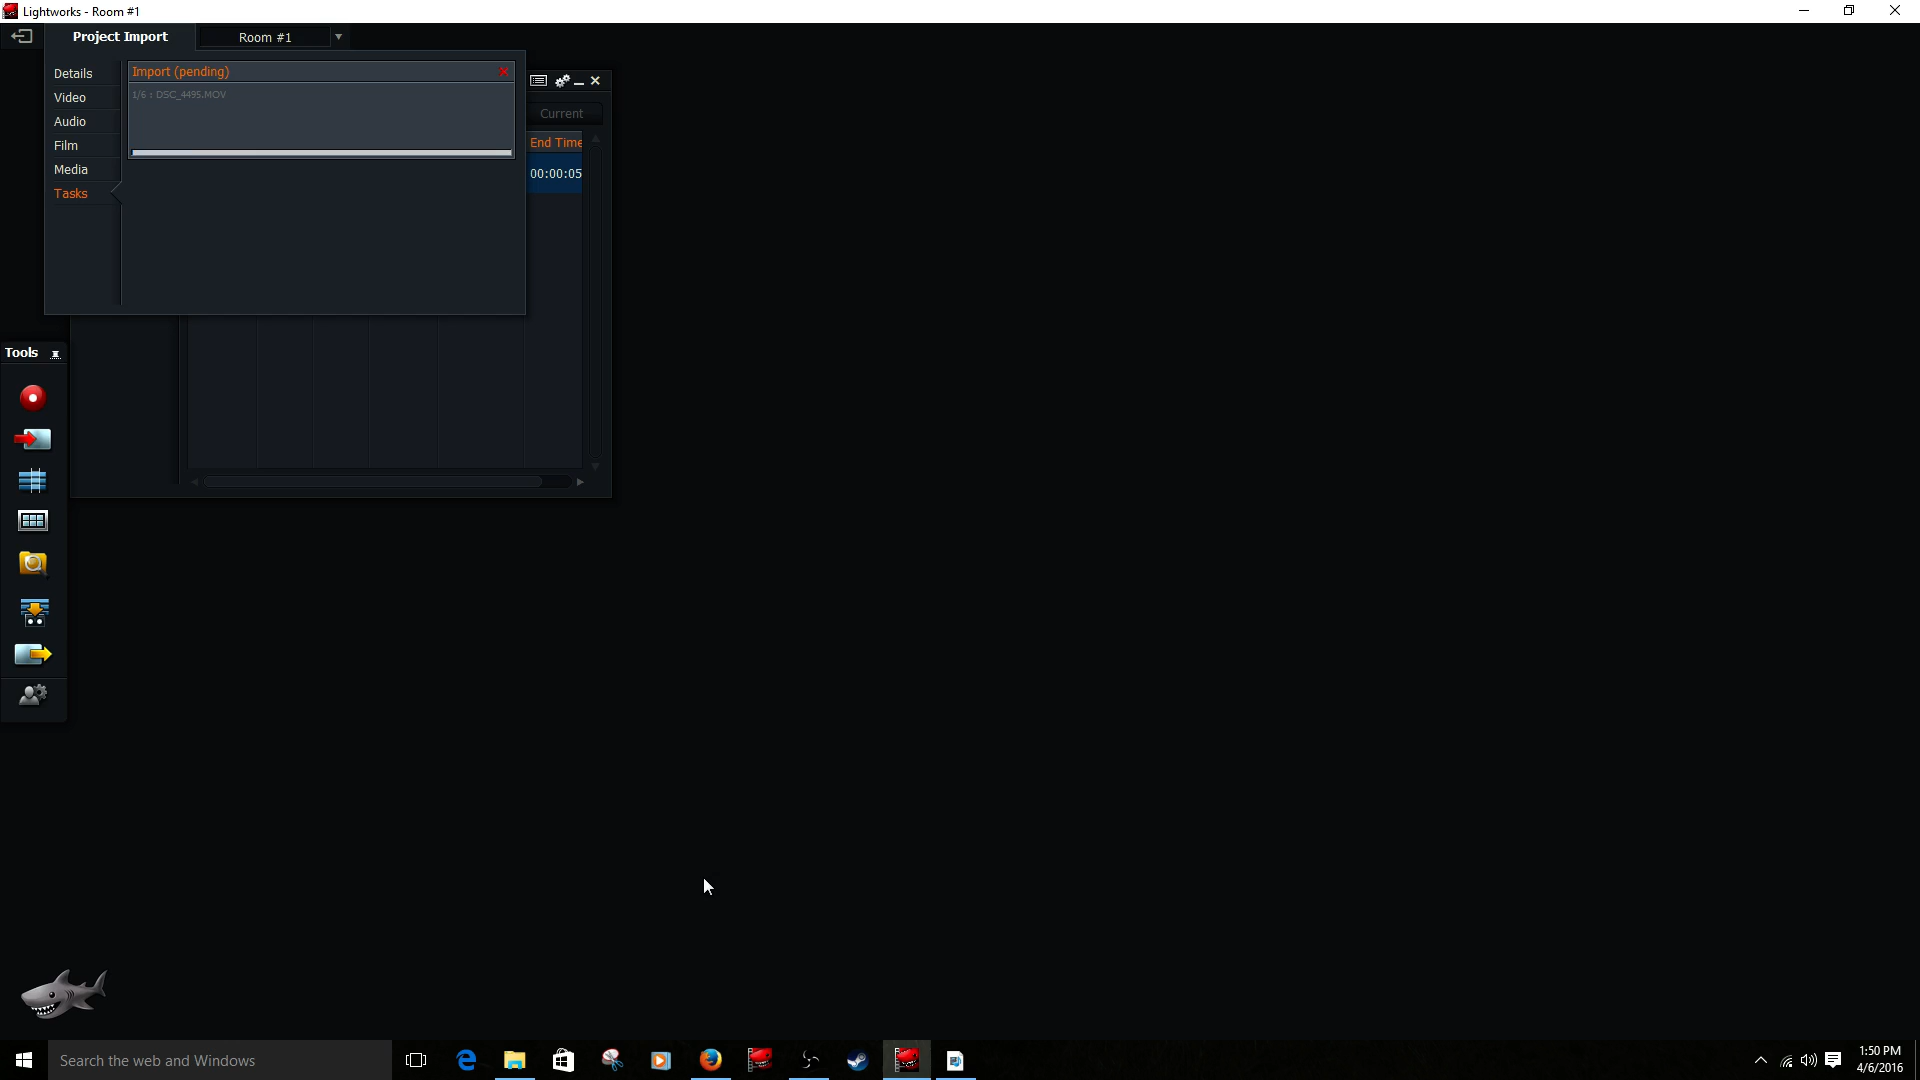 Lightworks - Room #1
Project Import
Room #1
Details
Video
Audio
Film
Media
Tasks
Import (pending)
1/6 : DSC_4495.MOV
Current
End Time
00:00:05
Tools
Search the web and Windows
1:50 PM
4/6/2016